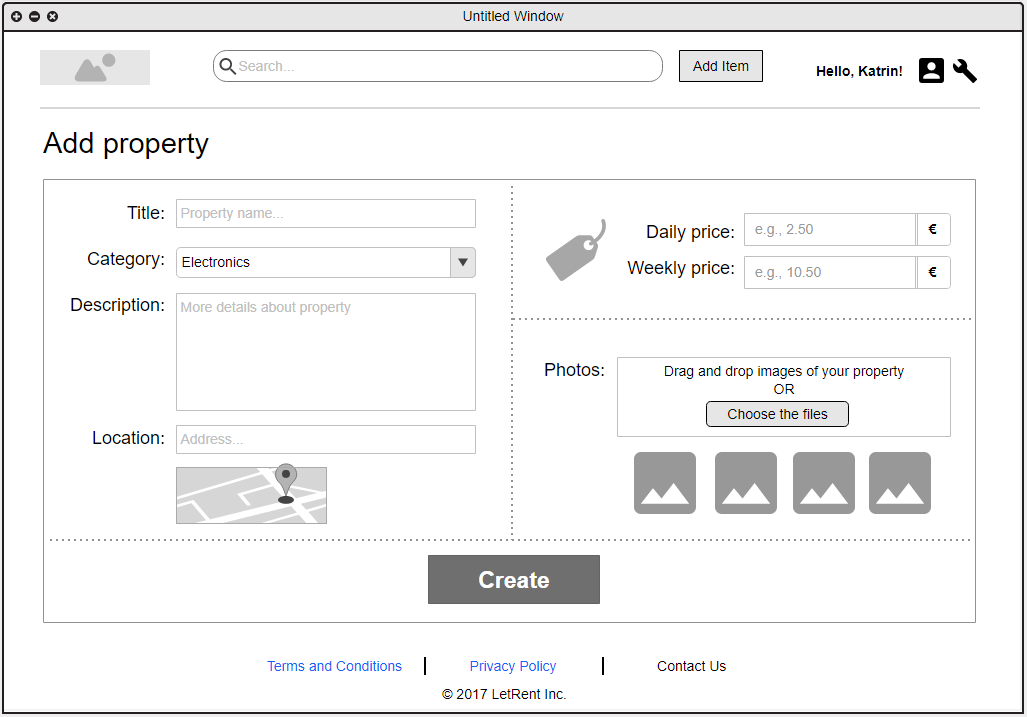 Untitled Window
Search...
Add Item
Hello, Katrin!
Add property
Title:
Property name...
Category:
Electronics
Description:
More details about property
Location:
Address...
Daily price:
e.g., 2.50
€
Weekly price:
e.g., 10.50
€
Photos:
Drag and drop images of your property
OR
Choose the files
Create
Terms and Conditions
Privacy Policy
Contact Us
© 2017 LetRent Inc.